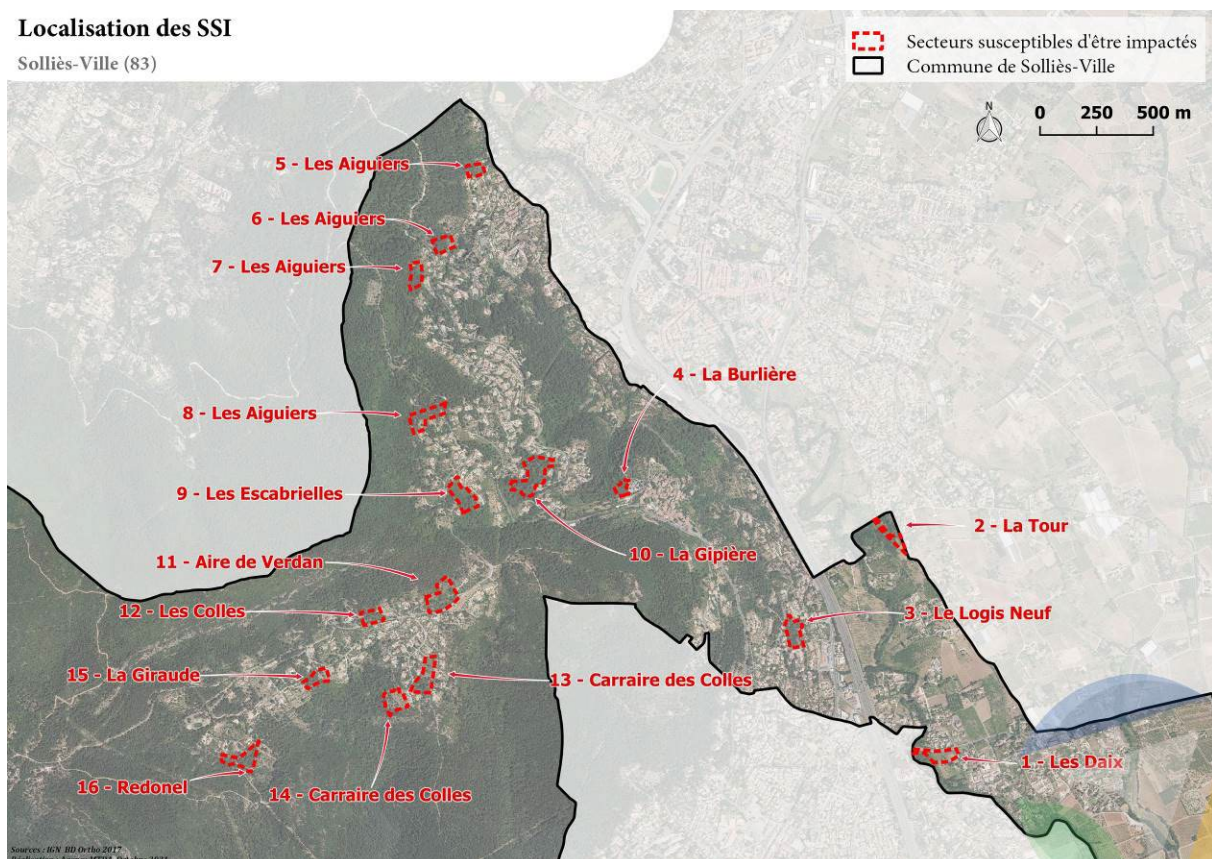 Localisation des SSI
Solliès-Ville (83)
Secteurs susceptibles d'être impactés
Commune de Solliès-Ville
N
0 250 500 m
5 - Les Aiguiers
6 - Les Aiguiers
7 - Les Aiguiers
4 - La Burlière
8 - Les Aiguiers
9 - Les Escabrielles
2 - La Tour
10 - La Gipière
11 - Aire de Verdan
12 - Les Colles
3 - Le Logis Neuf
15 - La Giraude
13 - Carraire des Colles
1 - Les Daix
16 - Redonel
14 - Carraire des Colles
Sources : IGN BD Ortho 2017